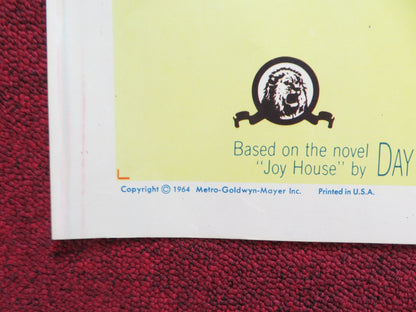 Based on the novel
"Joy House" by DAY
Copyright © 1964 Metro-Goldwyn-Mayer Inc. Printed in U.S.A.